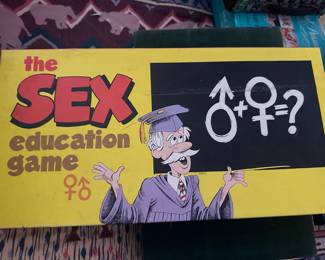 the
SEX
education
game
♀♂
♂+♀=?